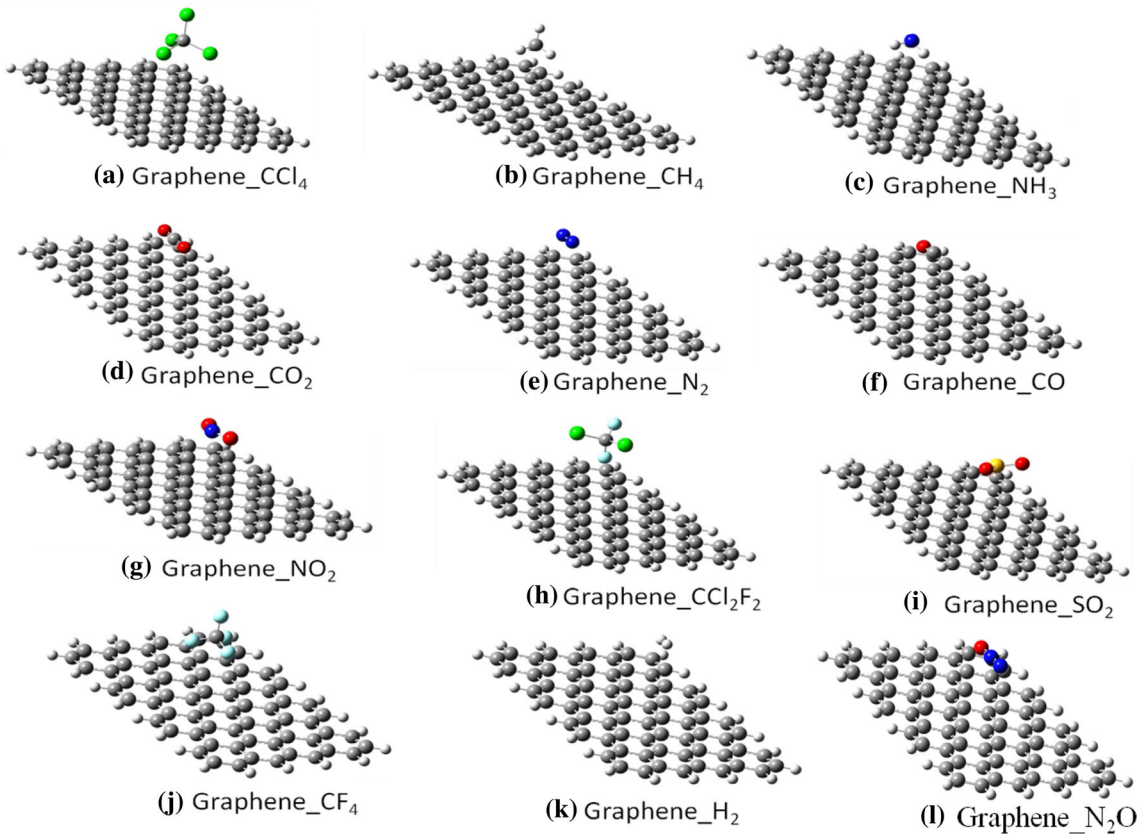 (a) Graphene_CCl₄
(b) Graphene_CH₄
(c) Graphene_NH₃
(d) Graphene_CO₂
(e) Graphene_N₂
(f) Graphene_CO
(g) Graphene_NO₂
(h) Graphene_CCl₂F₂
(i) Graphene_SO₂
(j) Graphene_CF₄
(k) Graphene_H₂
(l) Graphene_N₂O